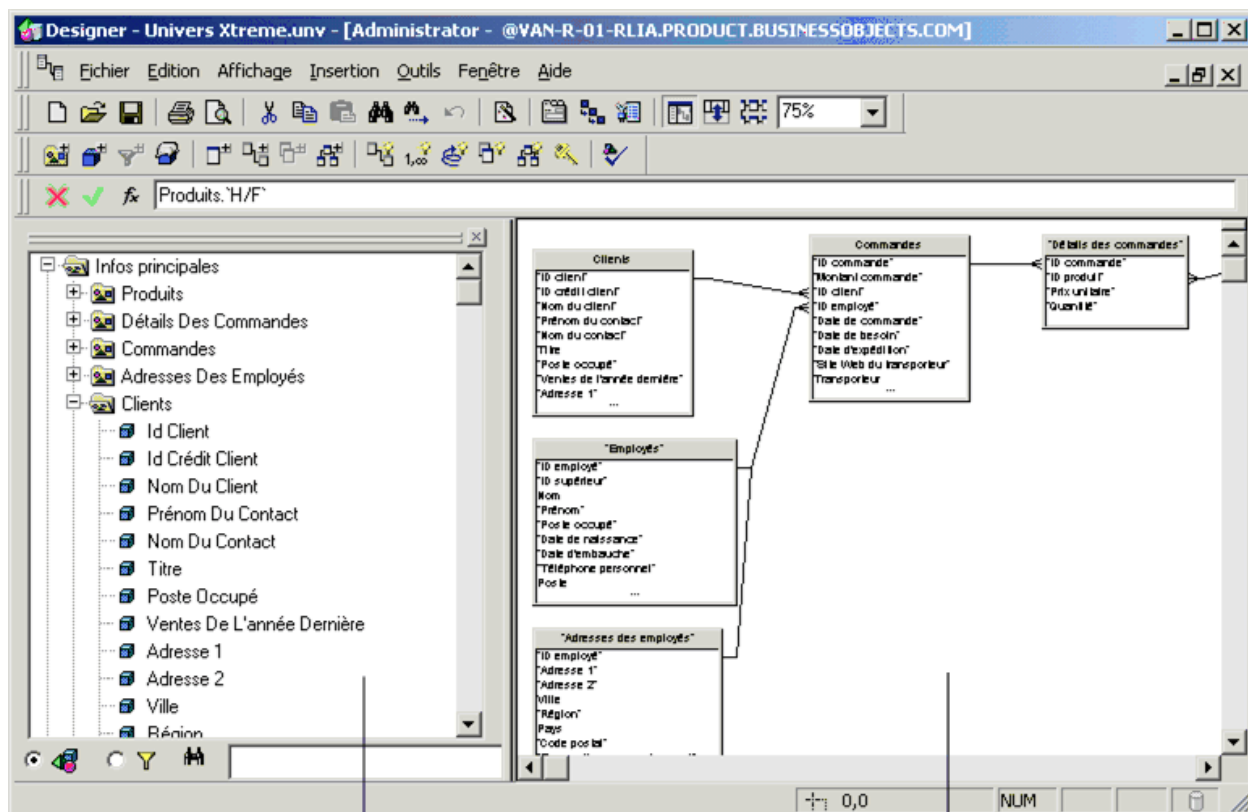 Designer - Univers Xtreme.unv - [Administrator - @VAN-R-01-RLIA.PRODUCT.BUSINESSOBJECTS.COM]
Fichier Edition Affichage Insertion Outils Fenêtre Aide
75%
Produits.`H/F`
Infos principales
Produits
Détails Des Commandes
Commandes
Adresses Des Employés
Clients
Id Client
Id Crédit Client
Nom Du Client
Prénom Du Contact
Nom Du Contact
Titre
Poste Occupé
Ventes De L'année Dernière
Adresse 1
Adresse 2
Ville
Région
Clients
"ID client"
"ID crédit client"
"Nom du client"
"Prénom du contact"
"Nom du contact"
Titre
"Poste occupé"
"Ventes de l'année dernière"
"Adresse 1"
...
Commandes
"ID commande"
"Montant commande"
"ID client"
"ID employé"
"Date de commande"
"Date de besoin"
"Date d'expédition"
"Site Web du transporteur"
Transporteur
...
"Détails des commandes"
"ID commande"
"ID produit"
"Prix unitaire"
"Quantité"
"Employés"
"ID employé"
"ID supérieur"
Nom
"Prénom"
"Poste occupé"
"Date de naissance"
"Date d'embauche"
"Téléphone personnel"
Poste
...
"Adresses des employés"
"ID employé"
"Adresse 1"
"Adresse 2"
Ville
"Région"
Pays
"Code postal"
0,0
NUM